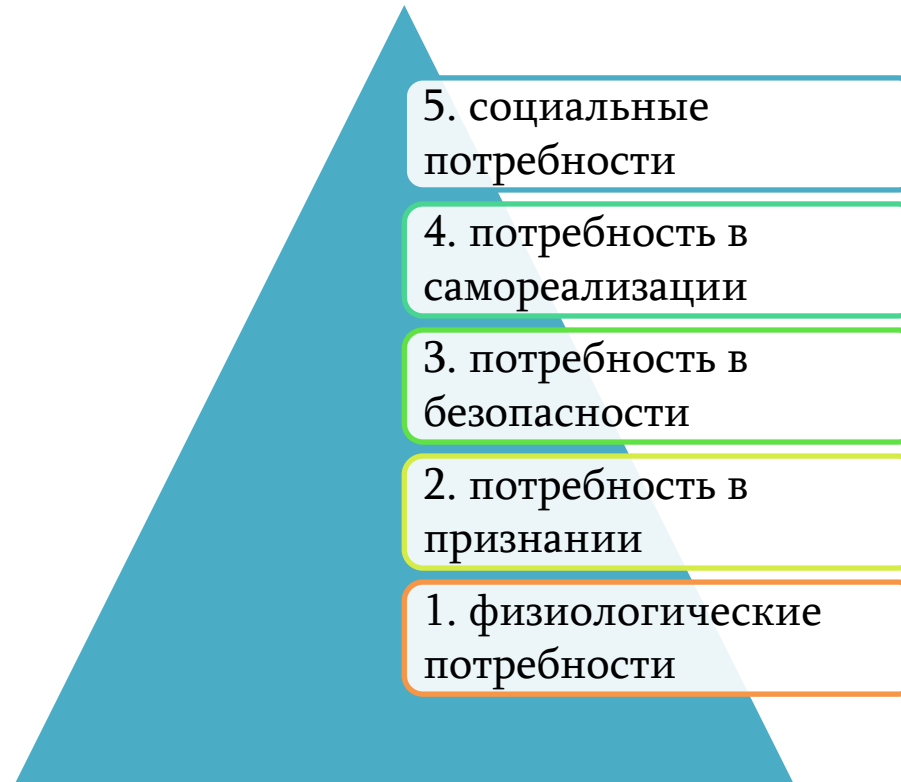 5. социальные
потребности
4. потребность в
самореализации
3. потребность в
безопасности
2. потребность в
признании
1. физиологические
потребности